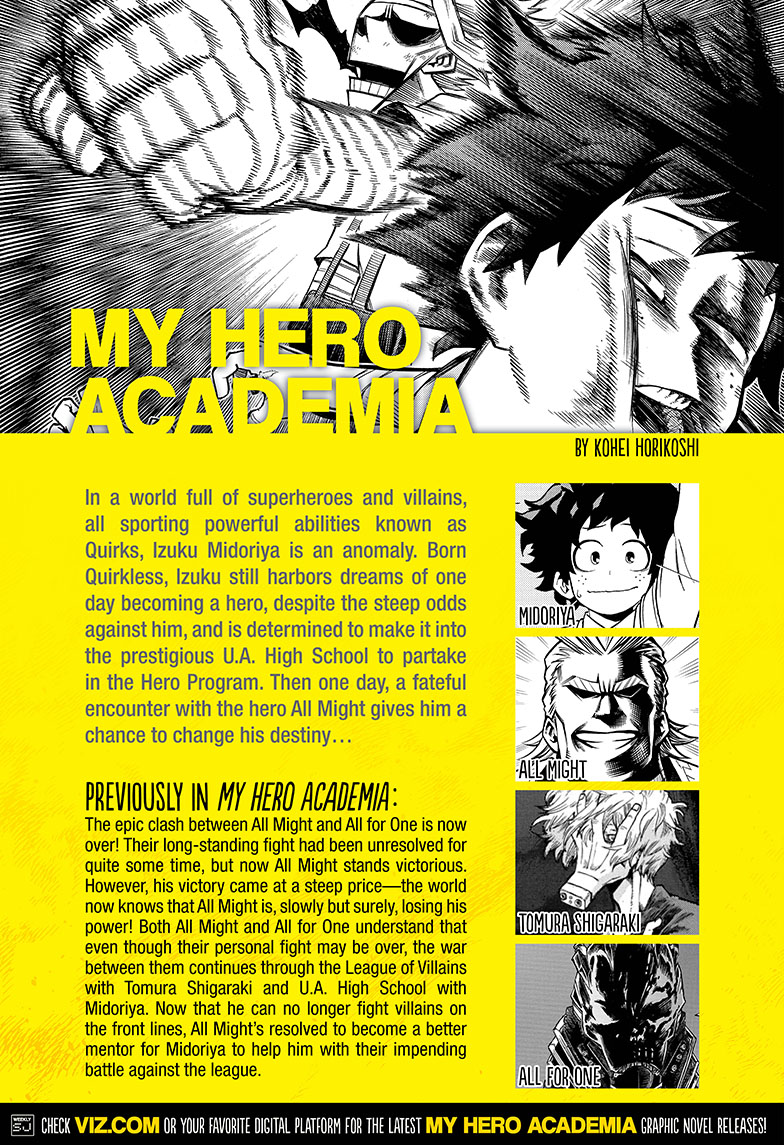 MY HERO
ACADEMIA
BY KOHEI HORIKOSHI
In a world full of superheroes and villains,
all sporting powerful abilities known as
Quirks, Izuku Midoriya is an anomaly. Born
Quirkless, Izuku still harbors dreams of one
day becoming a hero, despite the steep odds
against him, and is determined to make it into
the prestigious U.A. High School to partake
in the Hero Program. Then one day, a fateful
encounter with the hero All Might gives him a
chance to change his destiny...
PREVIOUSLY IN MY HERO ACADEMIA:
The epic clash between All Might and All for One is now
over! Their long-standing fight had been unresolved for
quite some time, but now All Might stands victorious.
However, his victory came at a steep price—the world
now knows that All Might is, slowly but surely, losing his
power! Both All Might and All for One understand that
even though their personal fight may be over, the war
between them continues through the League of Villains
with Tomura Shigaraki and U.A. High School with
Midoriya. Now that he can no longer fight villains on
the front lines, All Might's resolved to become a better
mentor for Midoriya to help him with their impending
battle against the league.
MIDORIYA
ALL MIGHT
TOMURA SHIGARAKI
ALL FOR ONE
WEEKLY
SJ
CHECK VIZ.COM OR YOUR FAVORITE DIGITAL PLATFORM FOR THE LATEST MY HERO ACADEMIA GRAPHIC NOVEL RELEASES!